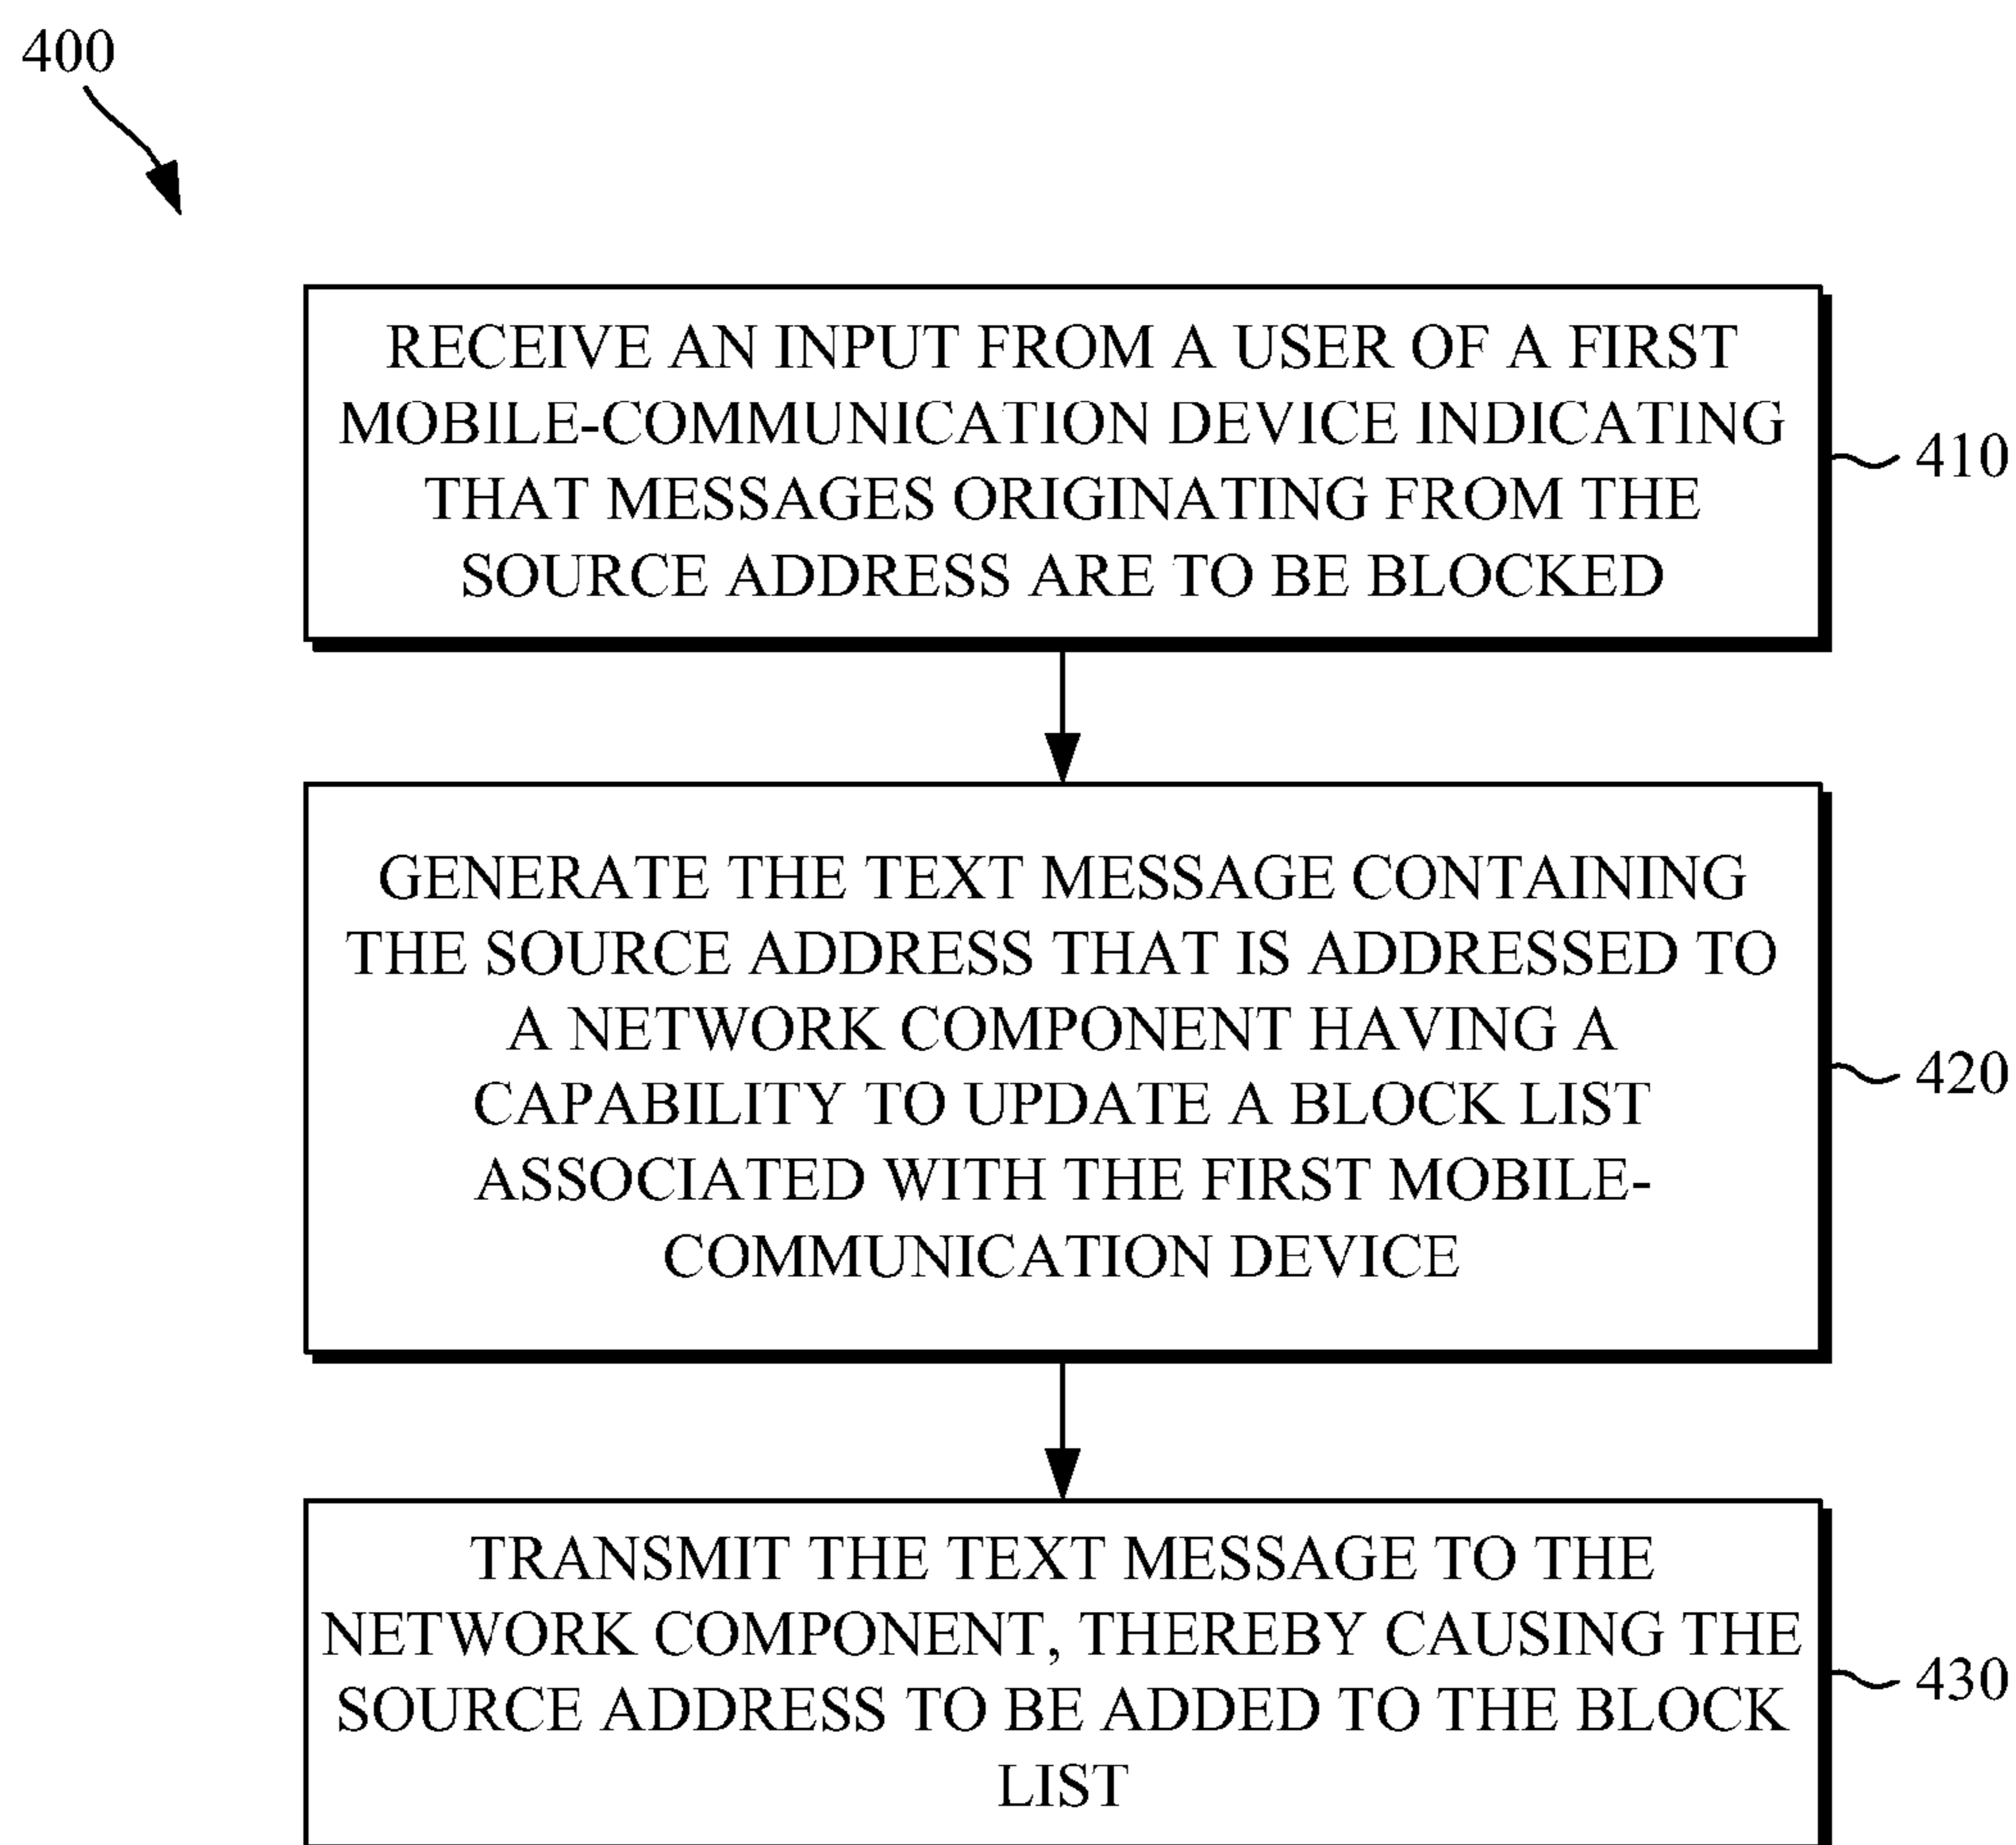 400
RECEIVE AN INPUT FROM A USER OF A FIRST
MOBILE-COMMUNICATION DEVICE INDICATING
THAT MESSAGES ORIGINATING FROM THE
SOURCE ADDRESS ARE TO BE BLOCKED
410
GENERATE THE TEXT MESSAGE CONTAINING
THE SOURCE ADDRESS THAT IS ADDRESSED TO
A NETWORK COMPONENT HAVING A
CAPABILITY TO UPDATE A BLOCK LIST
ASSOCIATED WITH THE FIRST MOBILE-
COMMUNICATION DEVICE
420
TRANSMIT THE TEXT MESSAGE TO THE
NETWORK COMPONENT, THEREBY CAUSING THE
SOURCE ADDRESS TO BE ADDED TO THE BLOCK
LIST
430